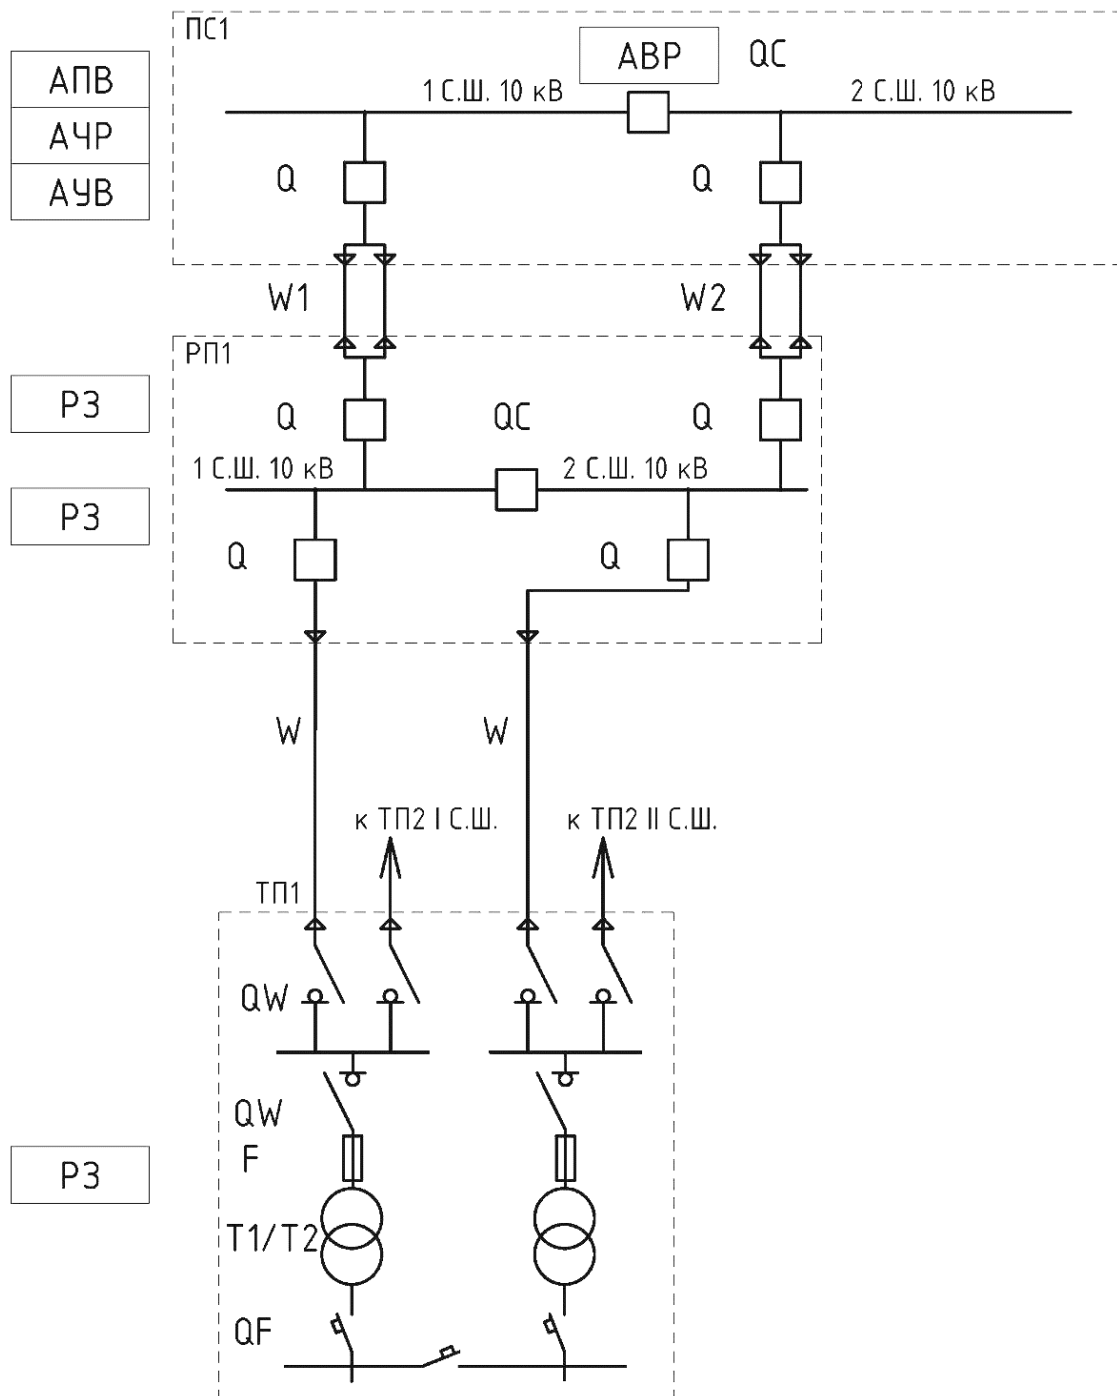 ПС1
АВР
QC
АПВ
1 С.Ш. 10 кВ
2 С.Ш. 10 кВ
АЧР
Q
Q
АУВ
W1
W2
РП1
РЗ
Q
QC
Q
1 С.Ш. 10 кВ
2 С.Ш. 10 кВ
РЗ
Q
Q
W
W
к ТП2 I С.Ш.
к ТП2 II С.Ш.
ТП1
QW
QW
F
РЗ
Т1/Т2
QF